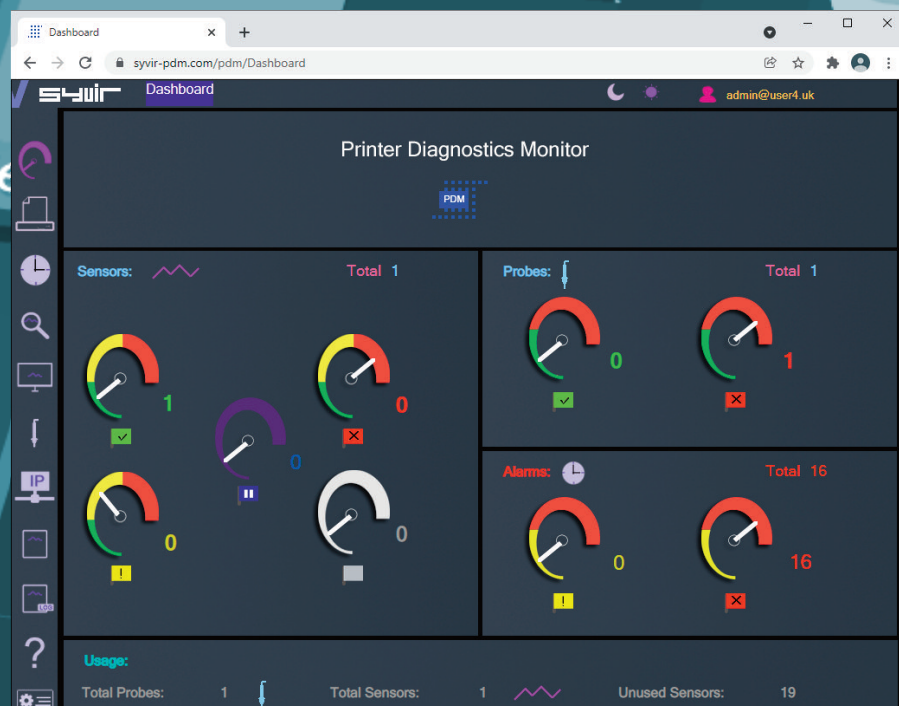 Dashboard
syvir-pdm.com/pdm/Dashboard
syvir
Dashboard
admin@user4.uk
Printer Diagnostics Monitor
PDM
Sensors:
Total 1
1
0
0
0
0
Probes:
Total 1
0
1
Alarms:
Total 16
0
16
IP
LOG
Usage:
Total Probes: 1
Total Sensors: 1
Unused Sensors: 19